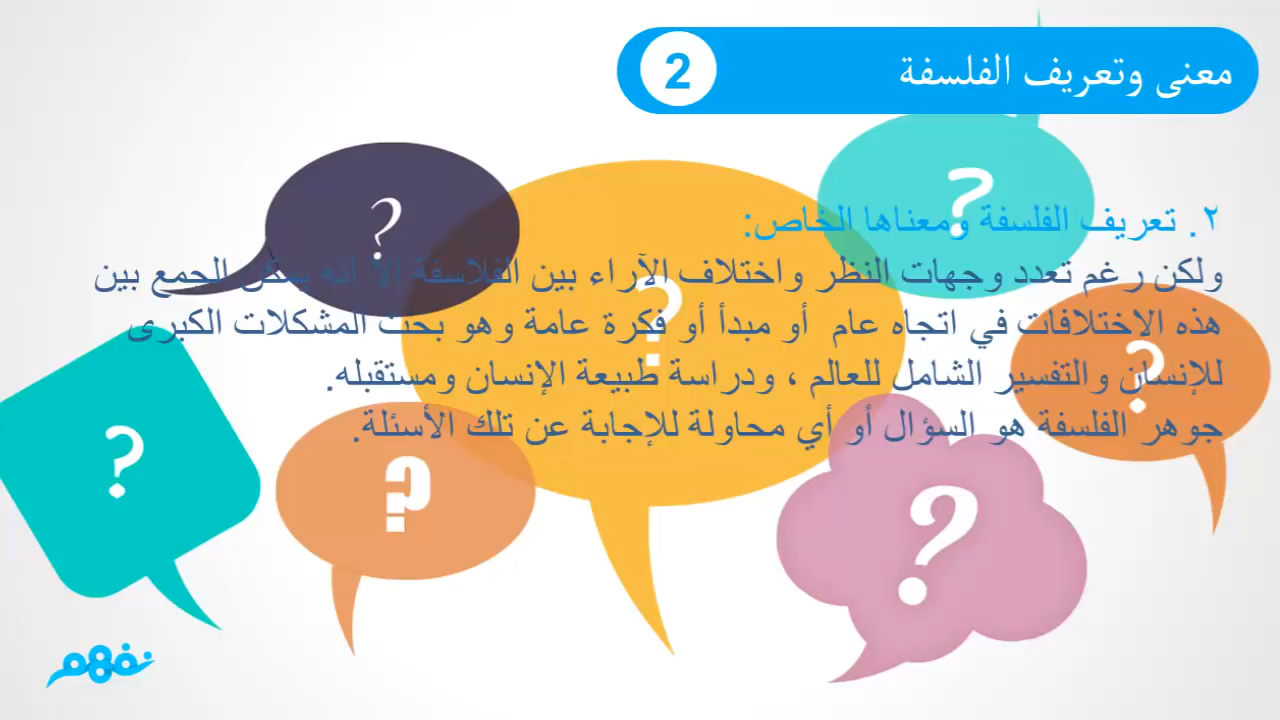 معنى وتعريف الفلسفة
2
٢. تعريف الفلسفة ومعناها الخاص:
ولكن رغم تعدد وجهات النظر واختلاف الآراء بين الفلاسفة إلا أنه يمكن الجمع بين
هذه الاختلافات في اتجاه عام أو مبدأ أو فكرة عامة وهو بحث المشكلات الكبرى
للإنسان والتفسير الشامل للعالم ، ودراسة طبيعة الإنسان ومستقبله.
جوهر الفلسفة هو السؤال أو أي محاولة للإجابة عن تلك الأسئلة.
?
?
?
?
?
?
?
نفهم